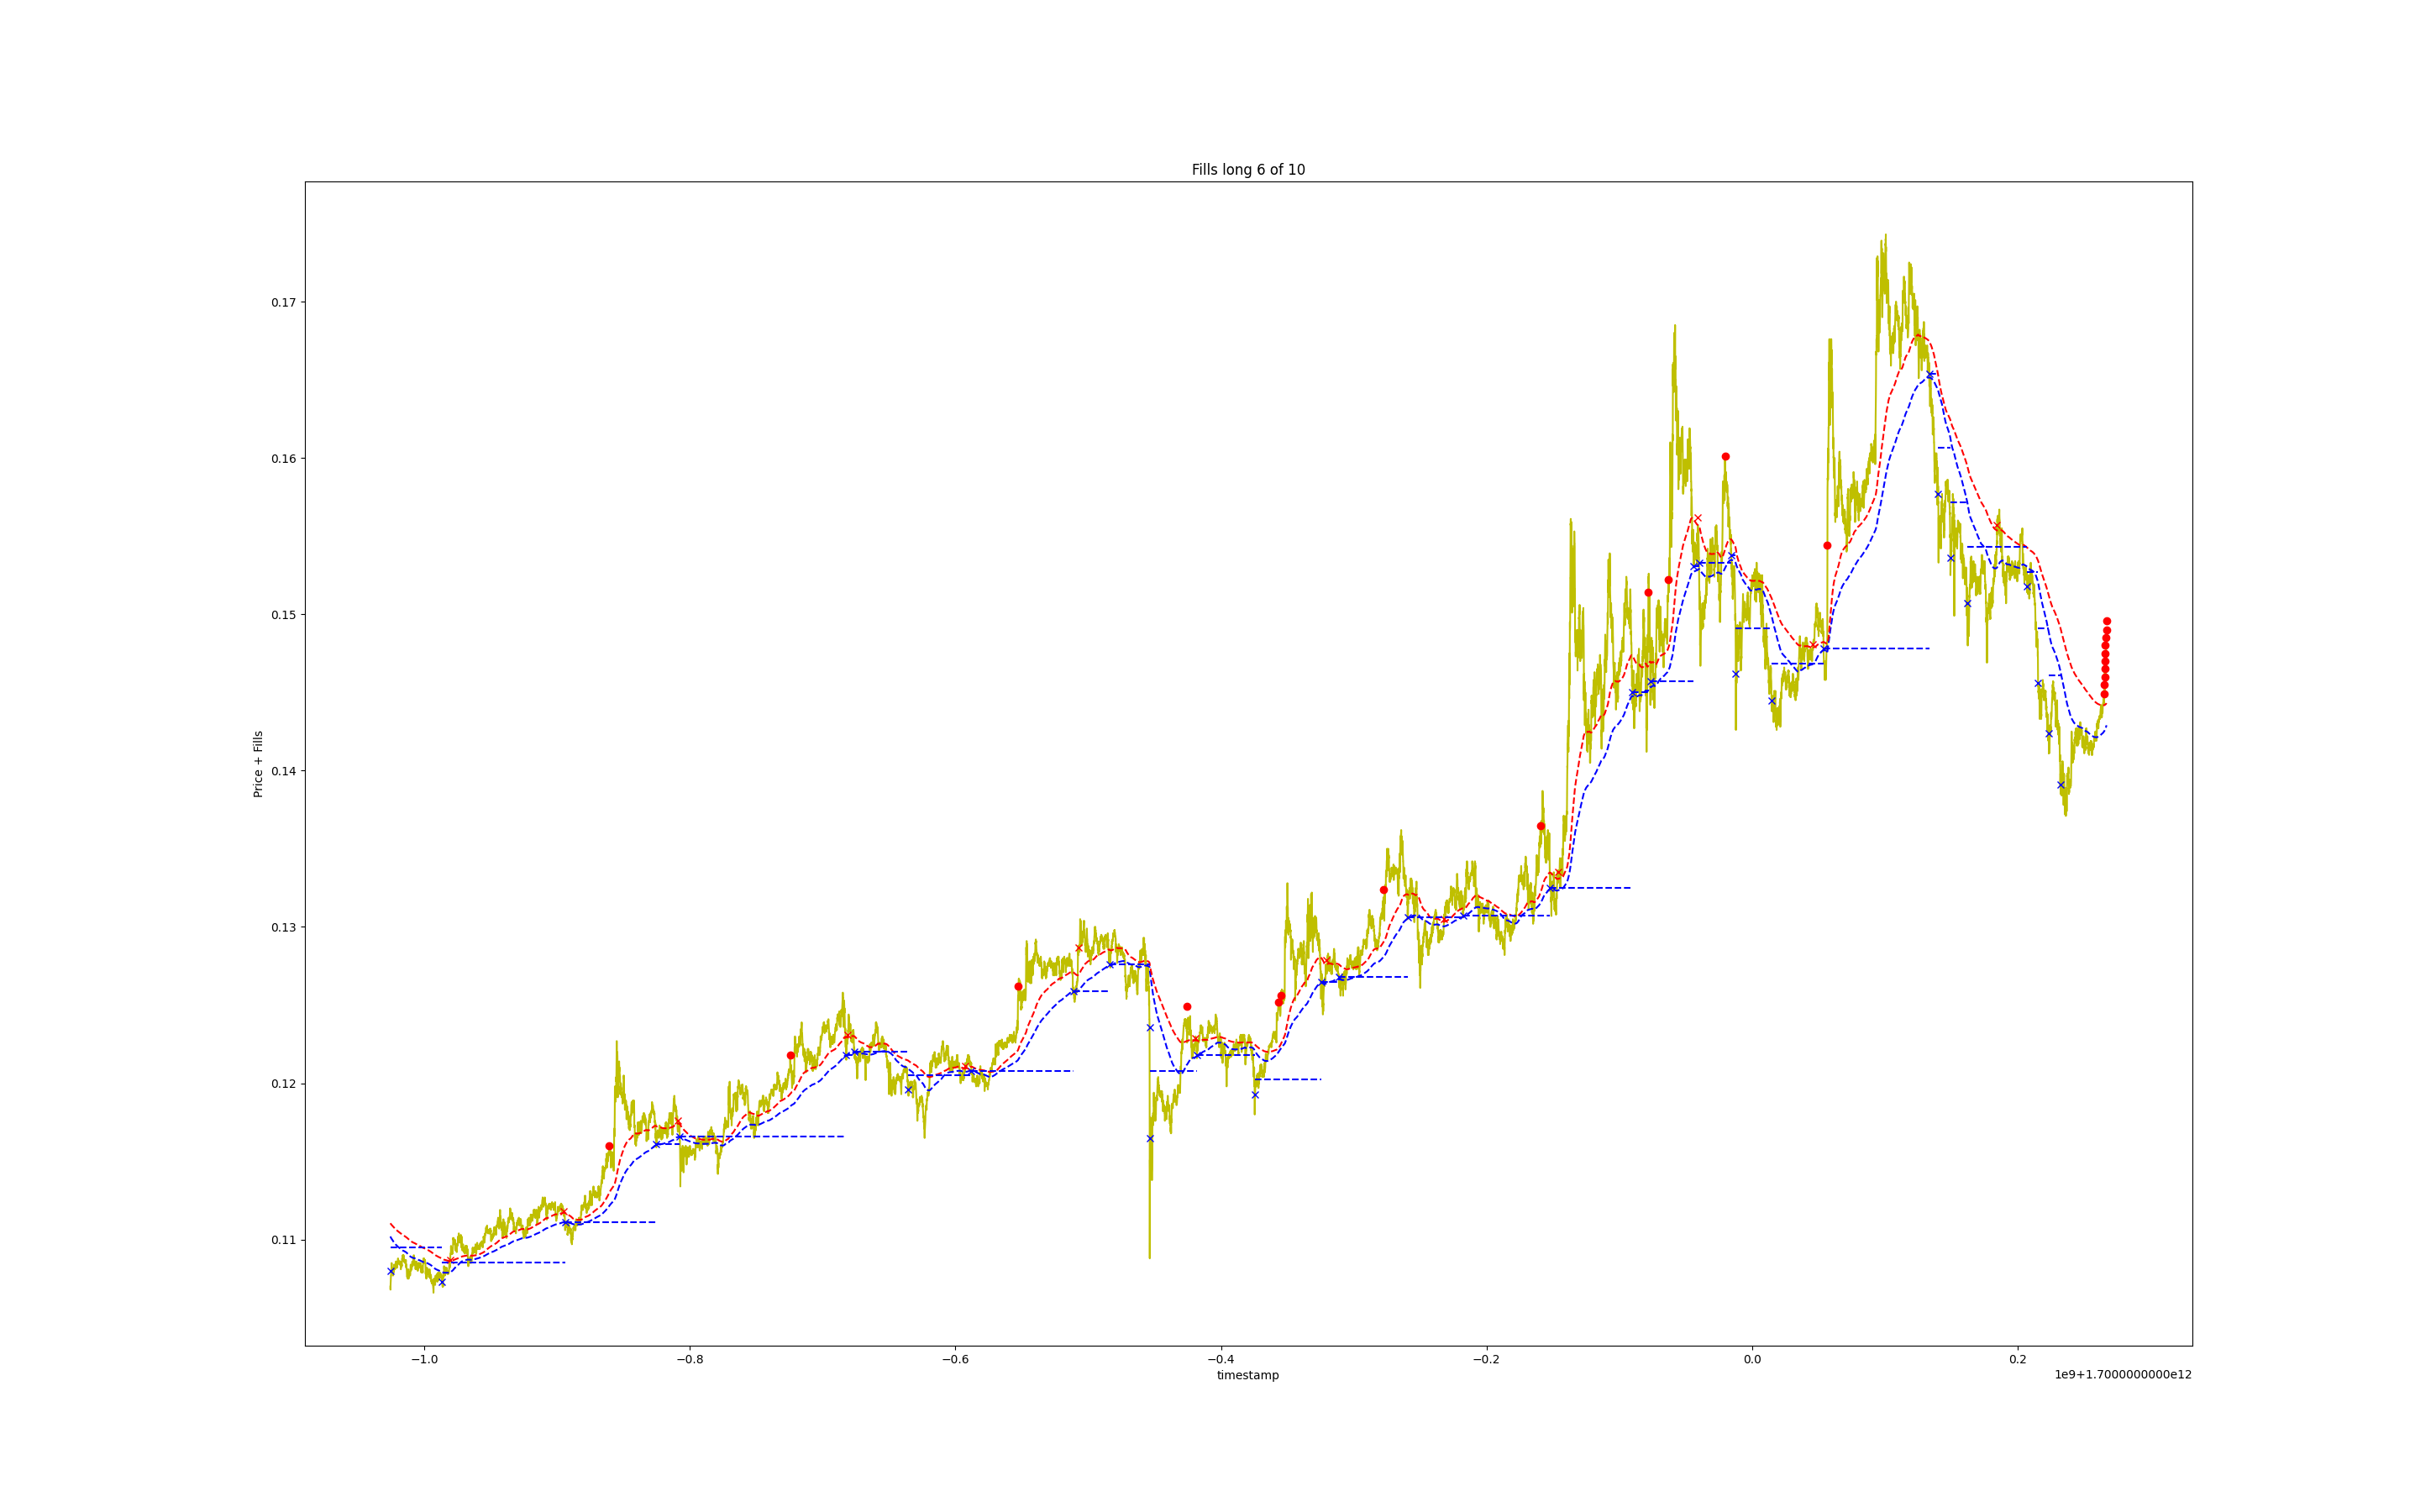 Fills long 6 of 10
Price + Fills
0.17
0.16
0.15
0.14
0.13
0.12
0.11
−1.0 −0.8 −0.6 −0.4 −0.2 0.0 0.2
timestamp
1e9+1.7000000000e12